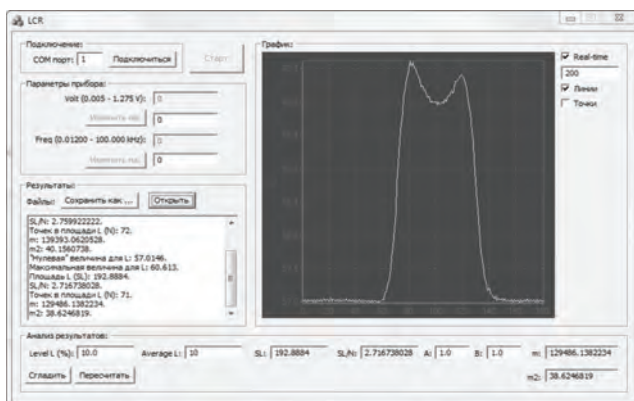 LCR
Подключение:
COM порт: 1 Подключиться Старт
Параметры прибора:
Volt (0.005 - 1.275 V): 0
0
Freq (0.01200 - 100.000 kHz): 0
0
Результаты:
Файлы: Сохранить как ... Открыть
SL/N: 2.759922222.
Точек в площади L (N): 72.
m: 139393.0620528.
m2: 40.1560738.
"Нулевая" величина для L: 57.0146.
Максимальная величина для L: 60.613.
Площадь L (SL): 192.8884.
SL/N: 2.716738028.
Точек в площади L (N): 71.
m: 129486.1382234.
m2: 38.6246819.
График:
Real-time
200
Линии
Точки
Анализ результатов:
Level L (%): 10.0 Average L: 10 SL: 192.8884 SL/N: 2.716738028 A: 1.0 B: 1.0 m: 129486.1382234
Сгладить Пересчитать m2: 38.6246819